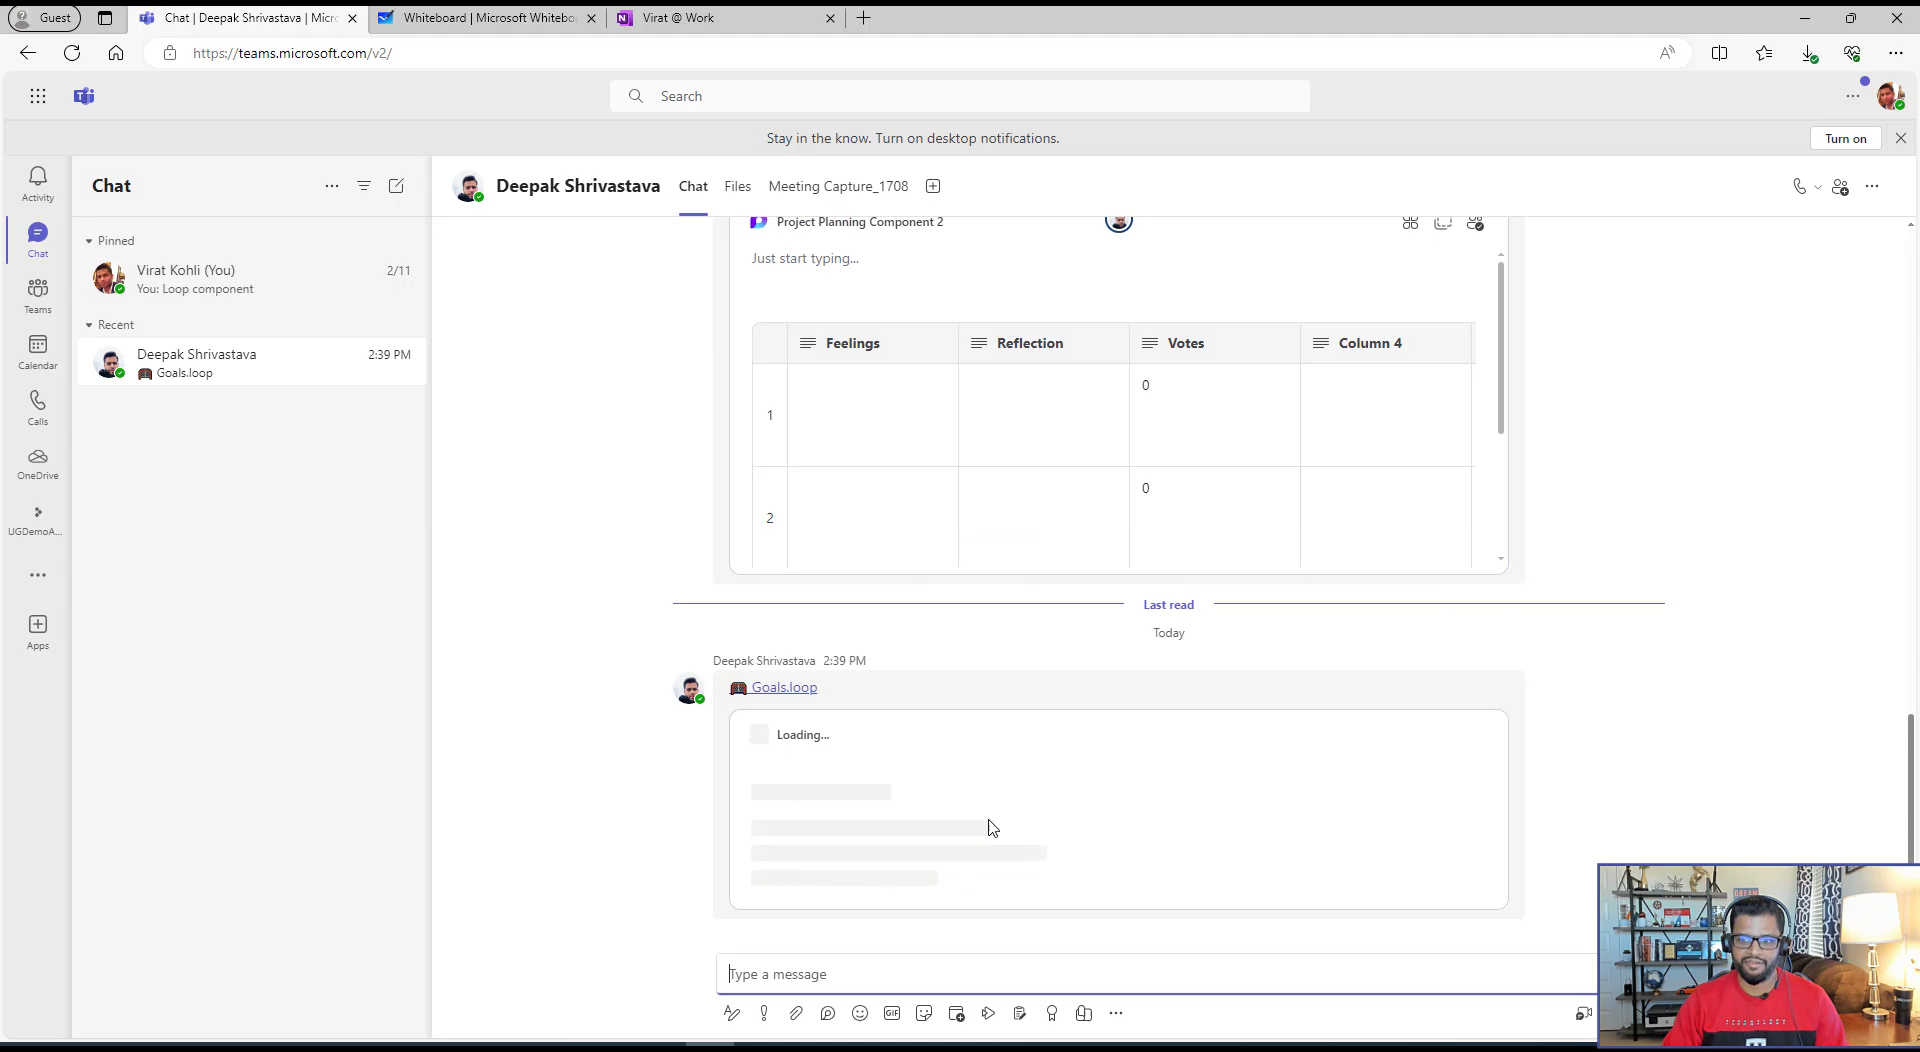 Guest
Chat | Deepak Shrivastava | Micr
Whiteboard | Microsoft Whitebo
Virat @ Work
https://teams.microsoft.com/v2/
Search
Stay in the know. Turn on desktop notifications.
Turn on
Activity
Chat
Teams
Calendar
Calls
OneDrive
UGDemoA...
Apps
Chat
Pinned
Virat Kohli (You)
2/11
You: Loop component
Recent
Deepak Shrivastava
2:39 PM
Goals.loop
Deepak Shrivastava
Chat
Files
Meeting Capture_1708
Project Planning Component 2
Just start typing...
Feelings
Reflection
Votes
Column 4
1
0
2
0
Last read
Today
Deepak Shrivastava 2:39 PM
Goals.loop
Loading...
Type a message
GIF
DREAM